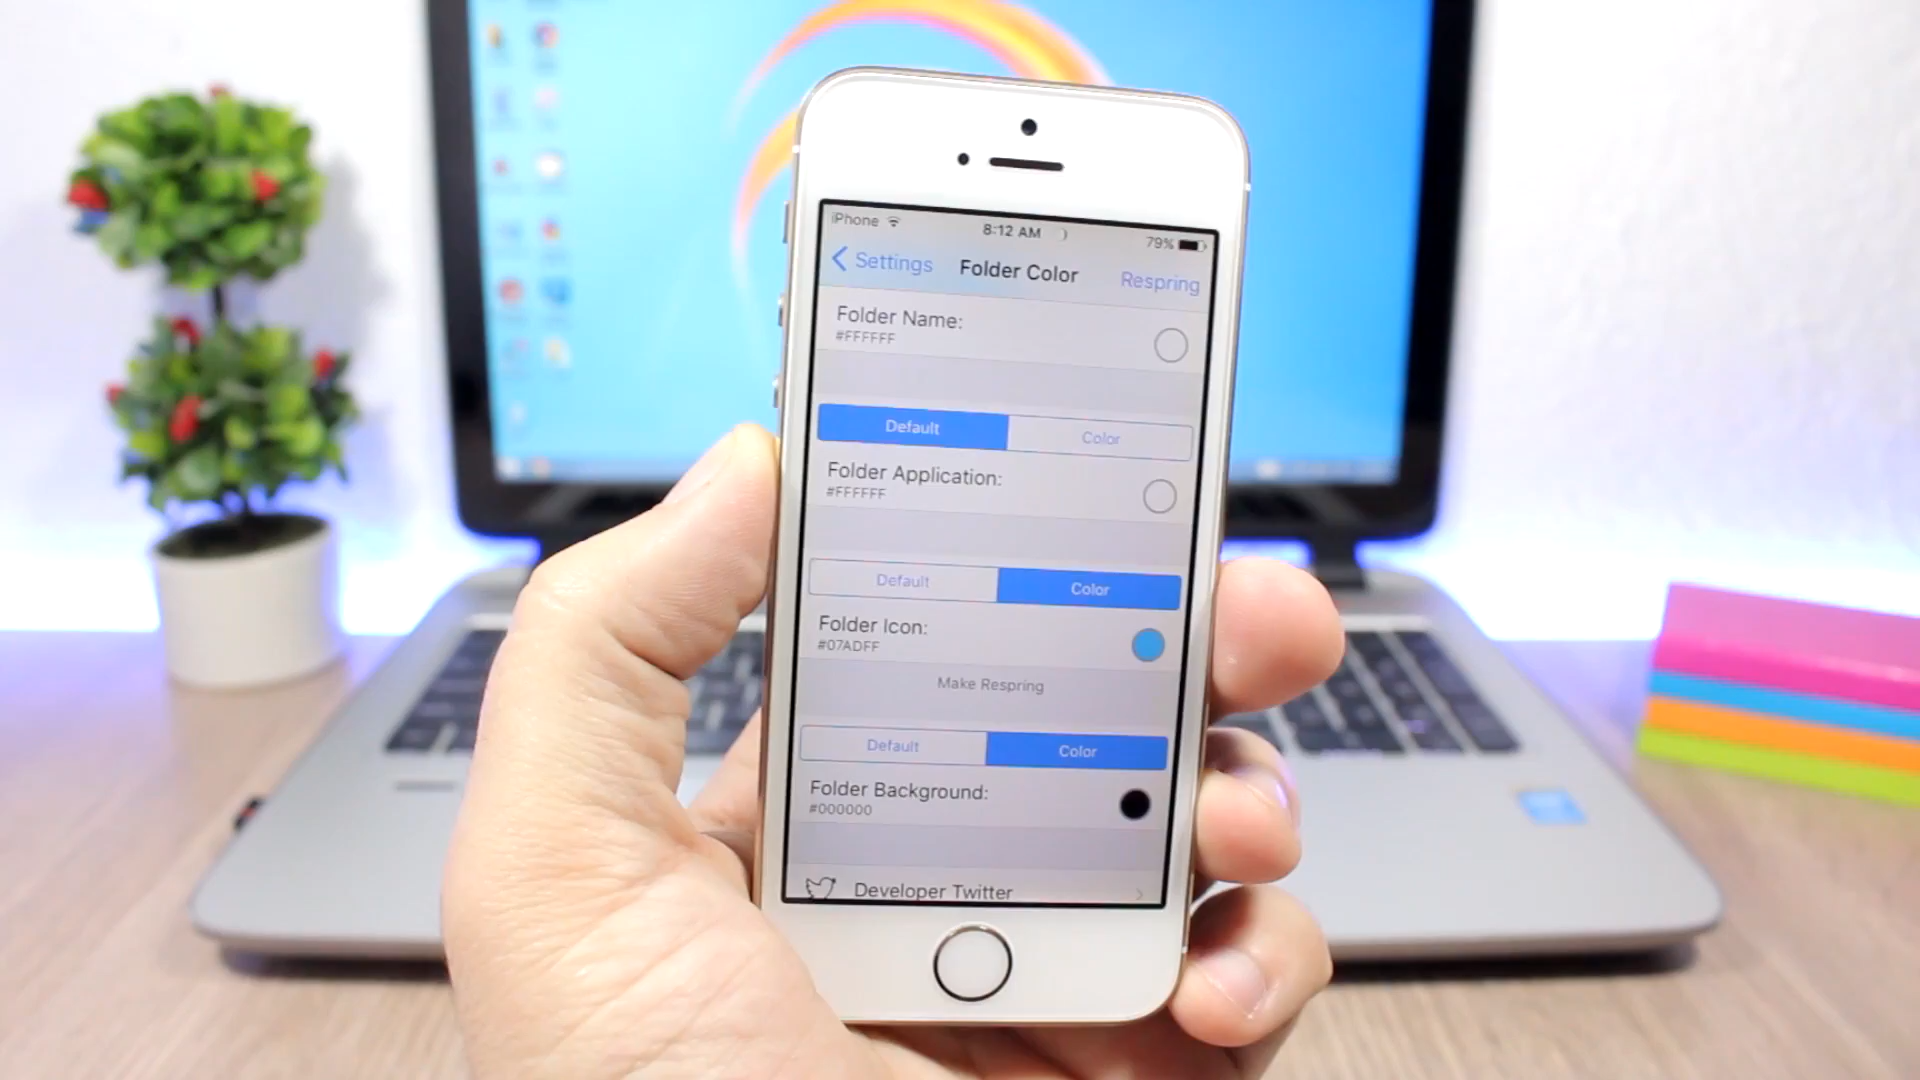 iPhone 8:12 AM 79%
Settings Folder Color Respring
Folder Name:
#FFFFFF
Default Color
Folder Application:
#FFFFFF
Default Color
Folder Icon:
#07ADFF
Make Respring
Default Color
Folder Background:
#000000
Developer Twitter